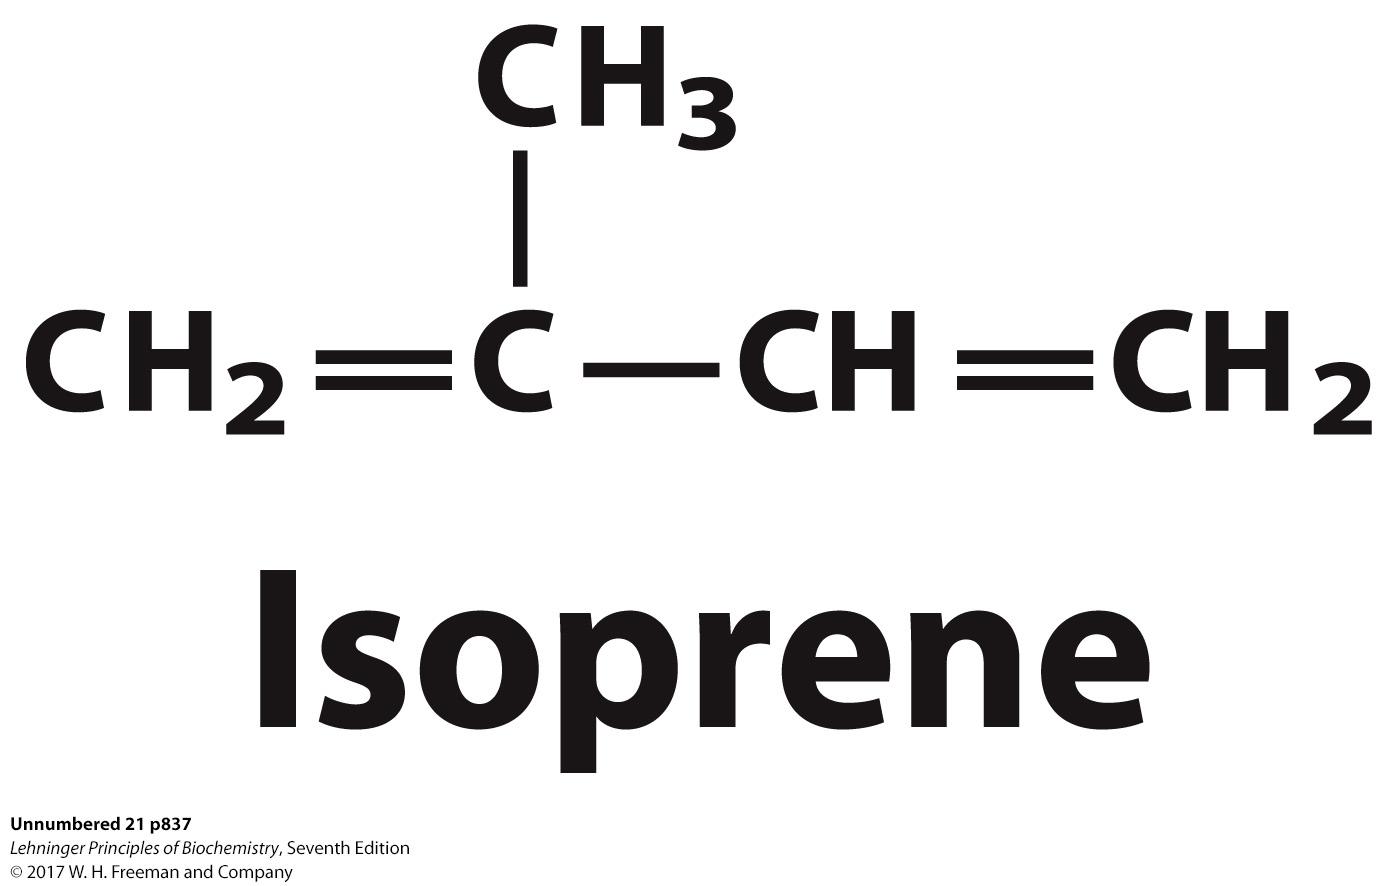 CH₃
CH₂=C—CH=CH₂
Isoprene
Unnumbered 21 p837
Lehninger Principles of Biochemistry, Seventh Edition
© 2017 W. H. Freeman and Company